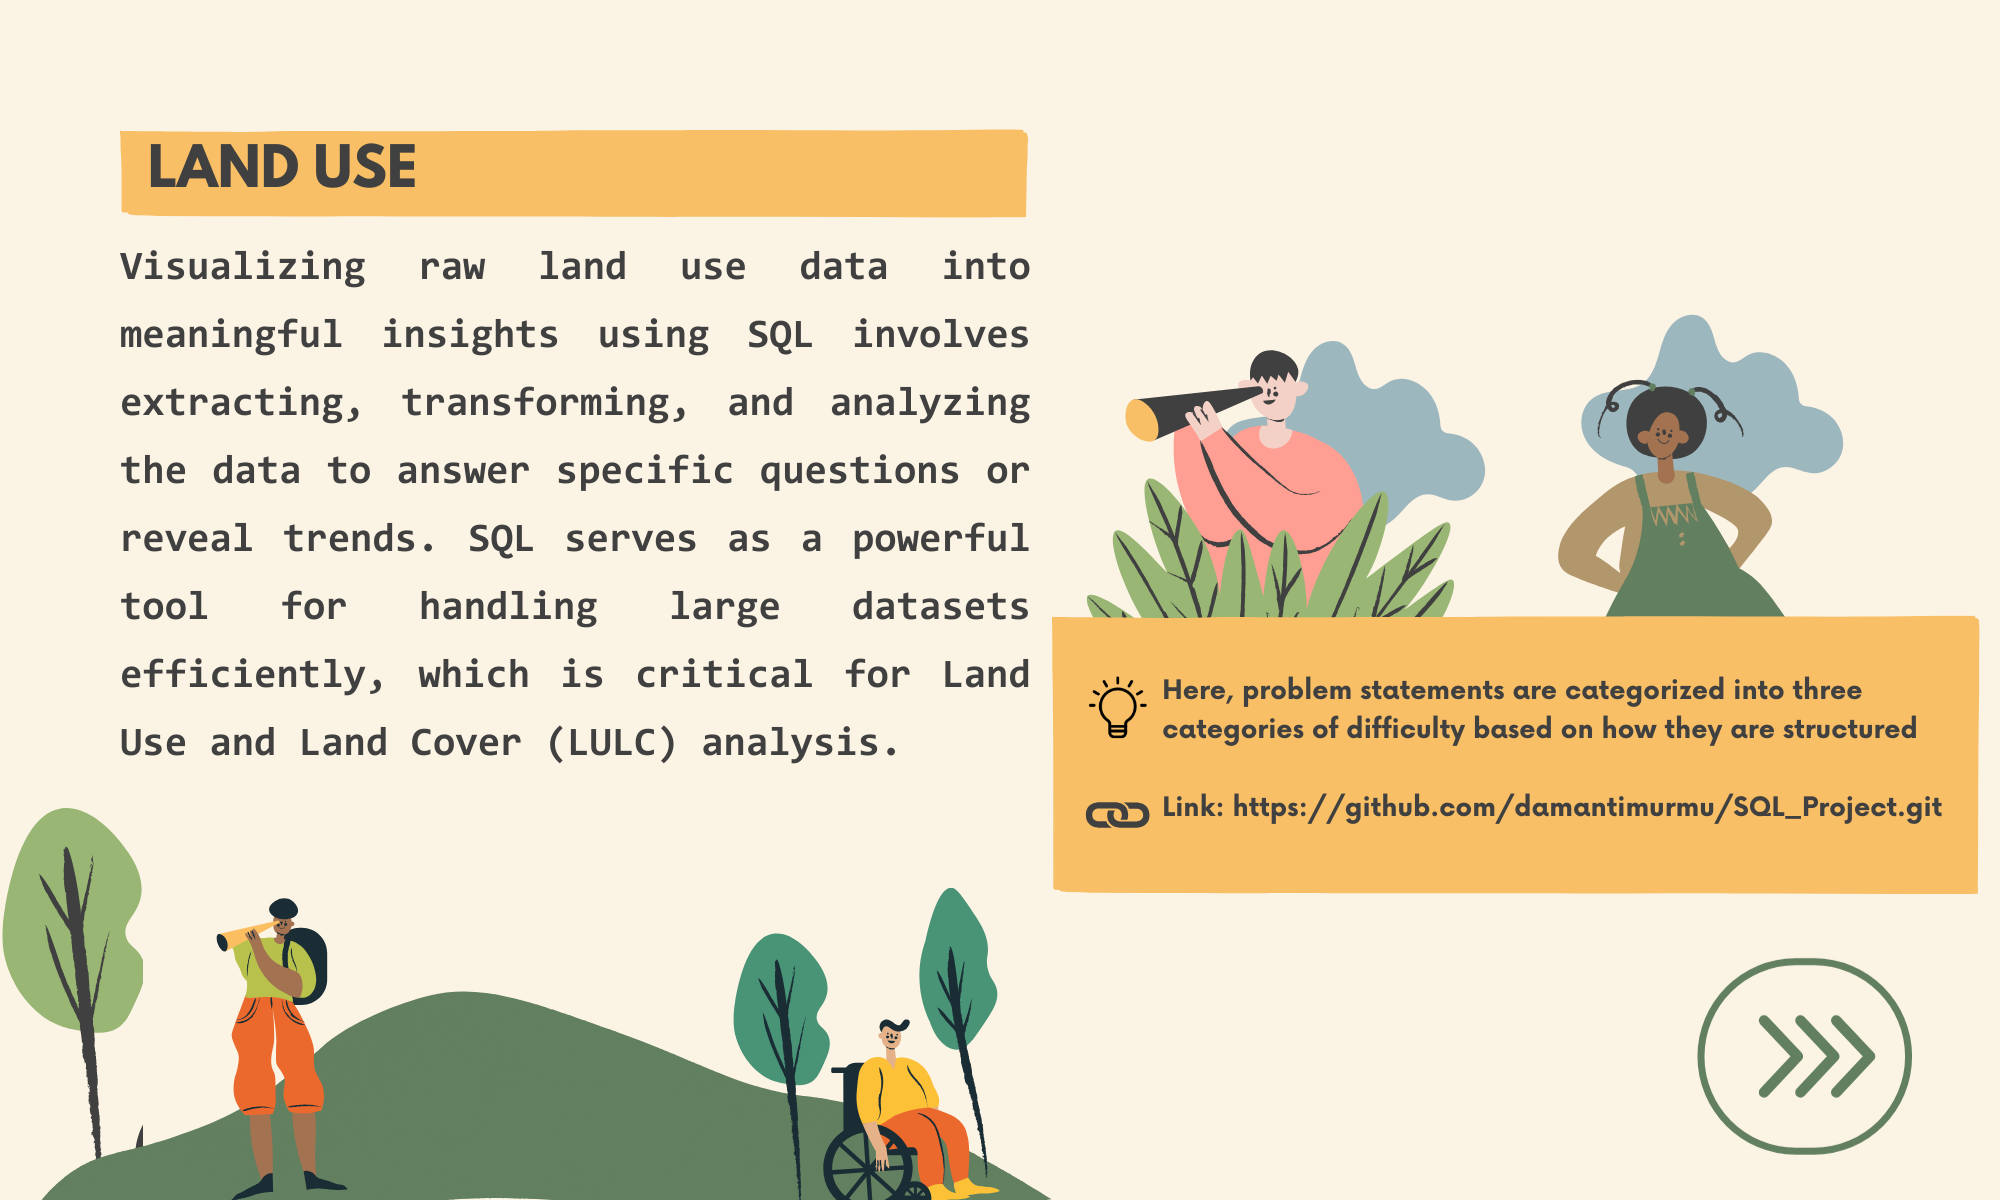 LAND USE
Visualizing raw land use data into
meaningful insights using SQL involves
extracting, transforming, and analyzing
the data to answer specific questions or
reveal trends. SQL serves as a powerful
tool for handling large datasets
efficiently, which is critical for Land
Use and Land Cover (LULC) analysis.
Here, problem statements are categorized into three
categories of difficulty based on how they are structured
Link: https://github.com/damantimurmu/SQL_Project.git